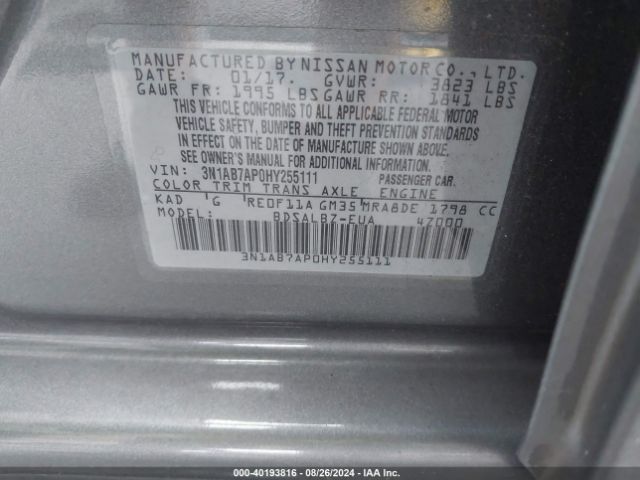 MANUFACTURED BY NISSAN MOTOR CO., LTD.
DATE: 01/17. GVWR: 3823 LBS
GAWR FR: 1995 LBS GAWR RR: 1841 LBS
THIS VEHICLE CONFORMS TO ALL APPLICABLE FEDERAL MOTOR
VEHICLE SAFETY, BUMPER AND THEFT PREVENTION STANDARDS
IN EFFECT ON THE DATE OF MANUFACTURE SHOWN ABOVE.
SEE OWNER'S MANUAL FOR ADDITIONAL INFORMATION
VIN: 3N1AB7AP0HY255111 PASSENGER CAR.
COLOR TRIM TRANS AXLE ENGINE
KAD G RE0F11A GM35 MRA8DE 1798 CC
MODEL: BDSALBZ-EUA 47000
3N1AB7AP0HY255111
000-40193816 - 08/26/2024 - IAA Inc.